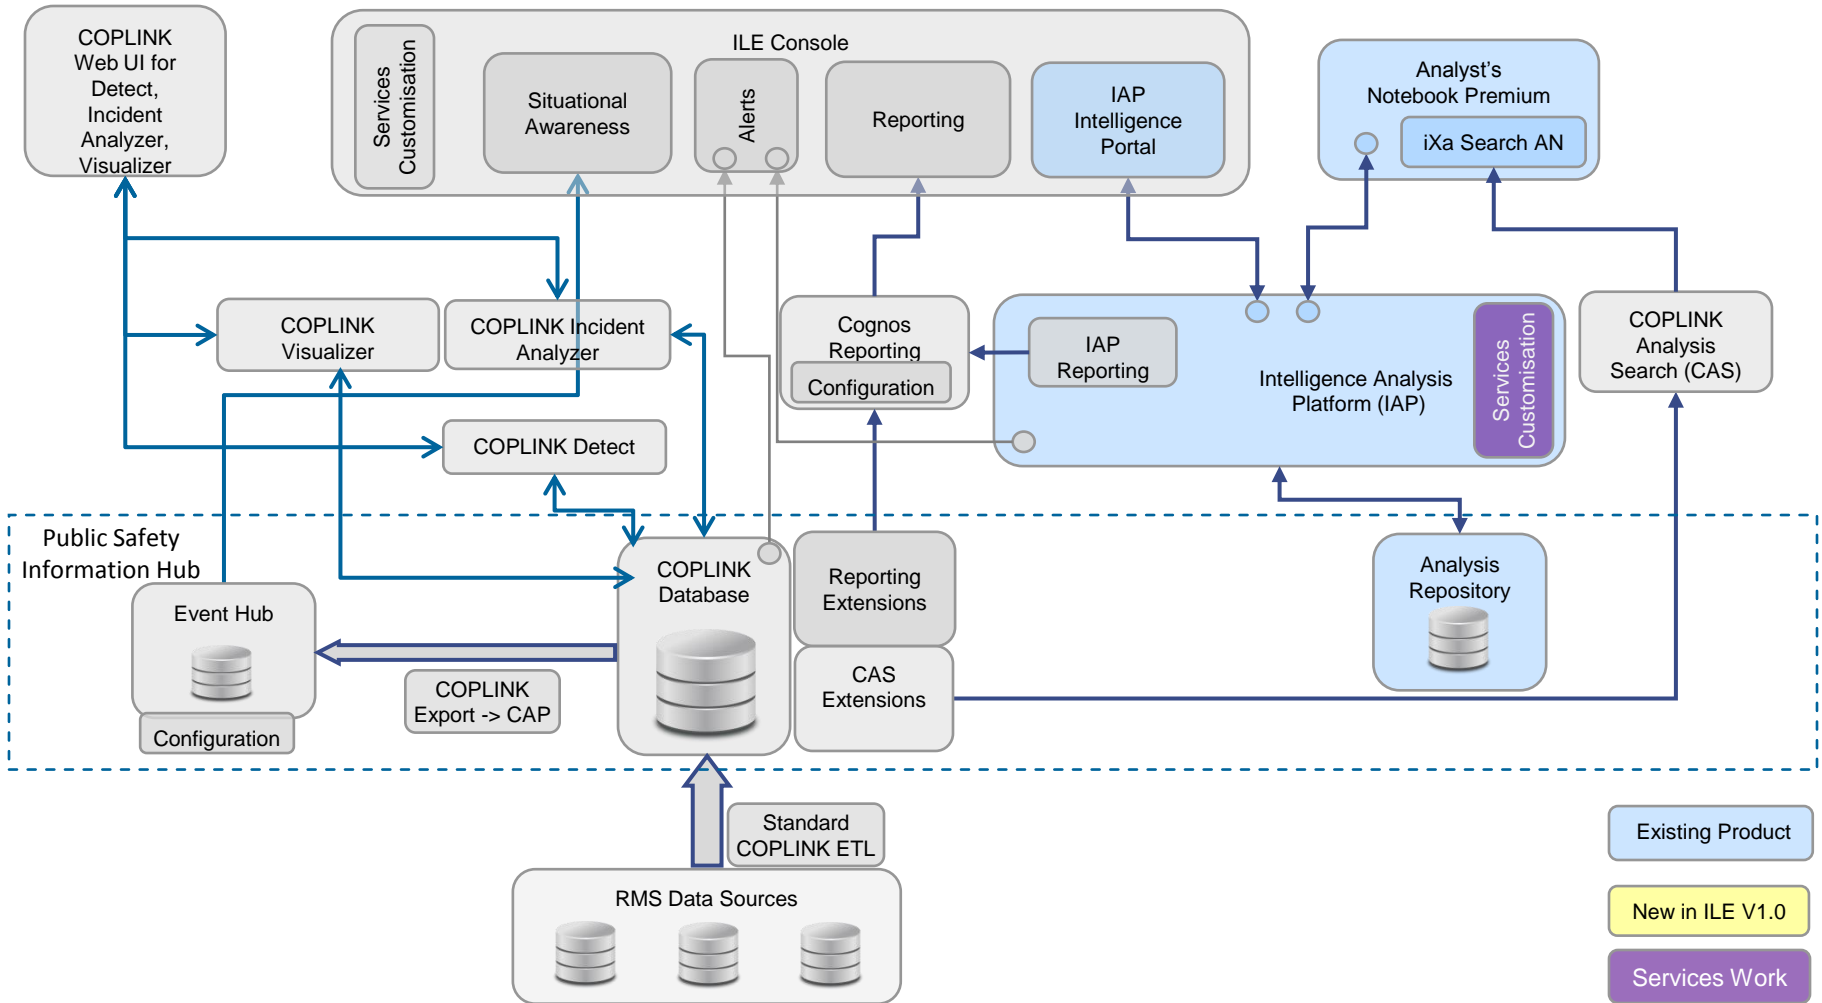 COPLINK
Web UI for
Detect,
Incident
Analyzer,
Visualizer
ILE Console
Services
Customisation
Situational
Awareness
Alerts
Reporting
IAP
Intelligence
Portal
Analyst's
Notebook Premium
iXa Search AN
COPLINK
Visualizer
COPLINK Incident
Analyzer
Cognos
Reporting
Configuration
IAP
Reporting
Intelligence Analysis
Platform (IAP)
Services
Customisation
COPLINK
Analysis
Search (CAS)
COPLINK Detect
Public Safety
Information Hub
Event Hub
Configuration
COPLINK
Export -> CAP
COPLINK
Database
Reporting
Extensions
CAS
Extensions
Analysis
Repository
Standard
COPLINK ETL
RMS Data Sources
Existing Product
New in ILE V1.0
Services Work